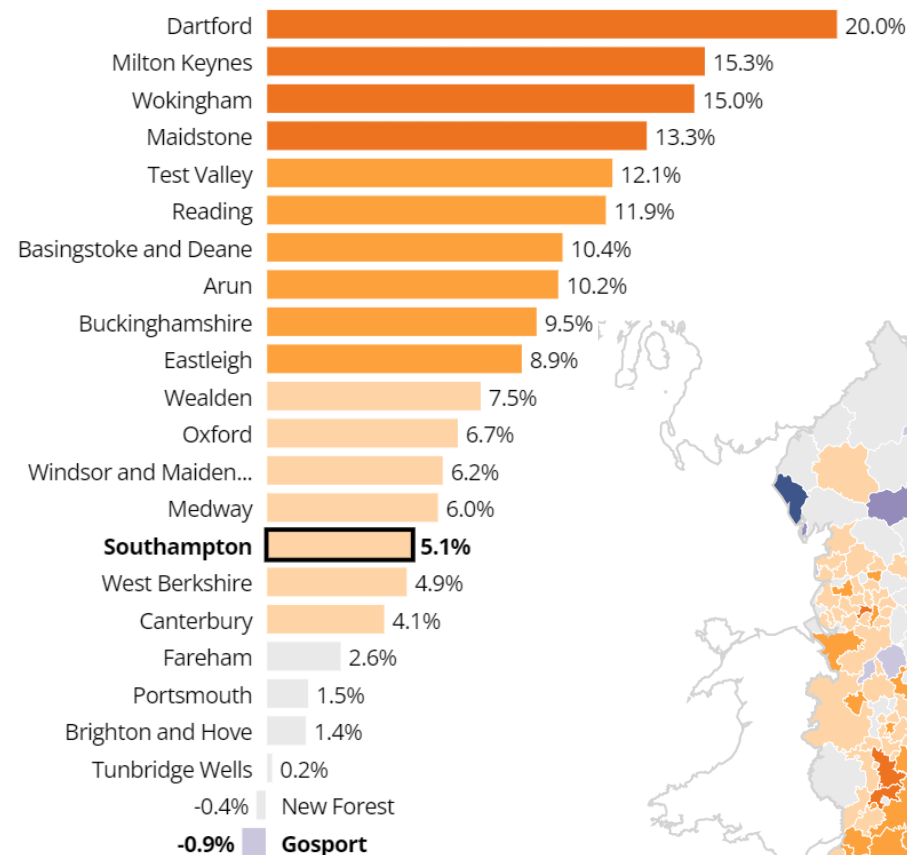 Dartford 20.0%
Milton Keynes 15.3%
Wokingham 15.0%
Maidstone 13.3%
Test Valley 12.1%
Reading 11.9%
Basingstoke and Deane 10.4%
Arun 10.2%
Buckinghamshire 9.5%
Eastleigh 8.9%
Wealden 7.5%
Oxford 6.7%
Windsor and Maiden... 6.2%
Medway 6.0%
Southampton 5.1%
West Berkshire 4.9%
Canterbury 4.1%
Fareham 2.6%
Portsmouth 1.5%
Brighton and Hove 1.4%
Tunbridge Wells 0.2%
-0.4% New Forest
-0.9% Gosport